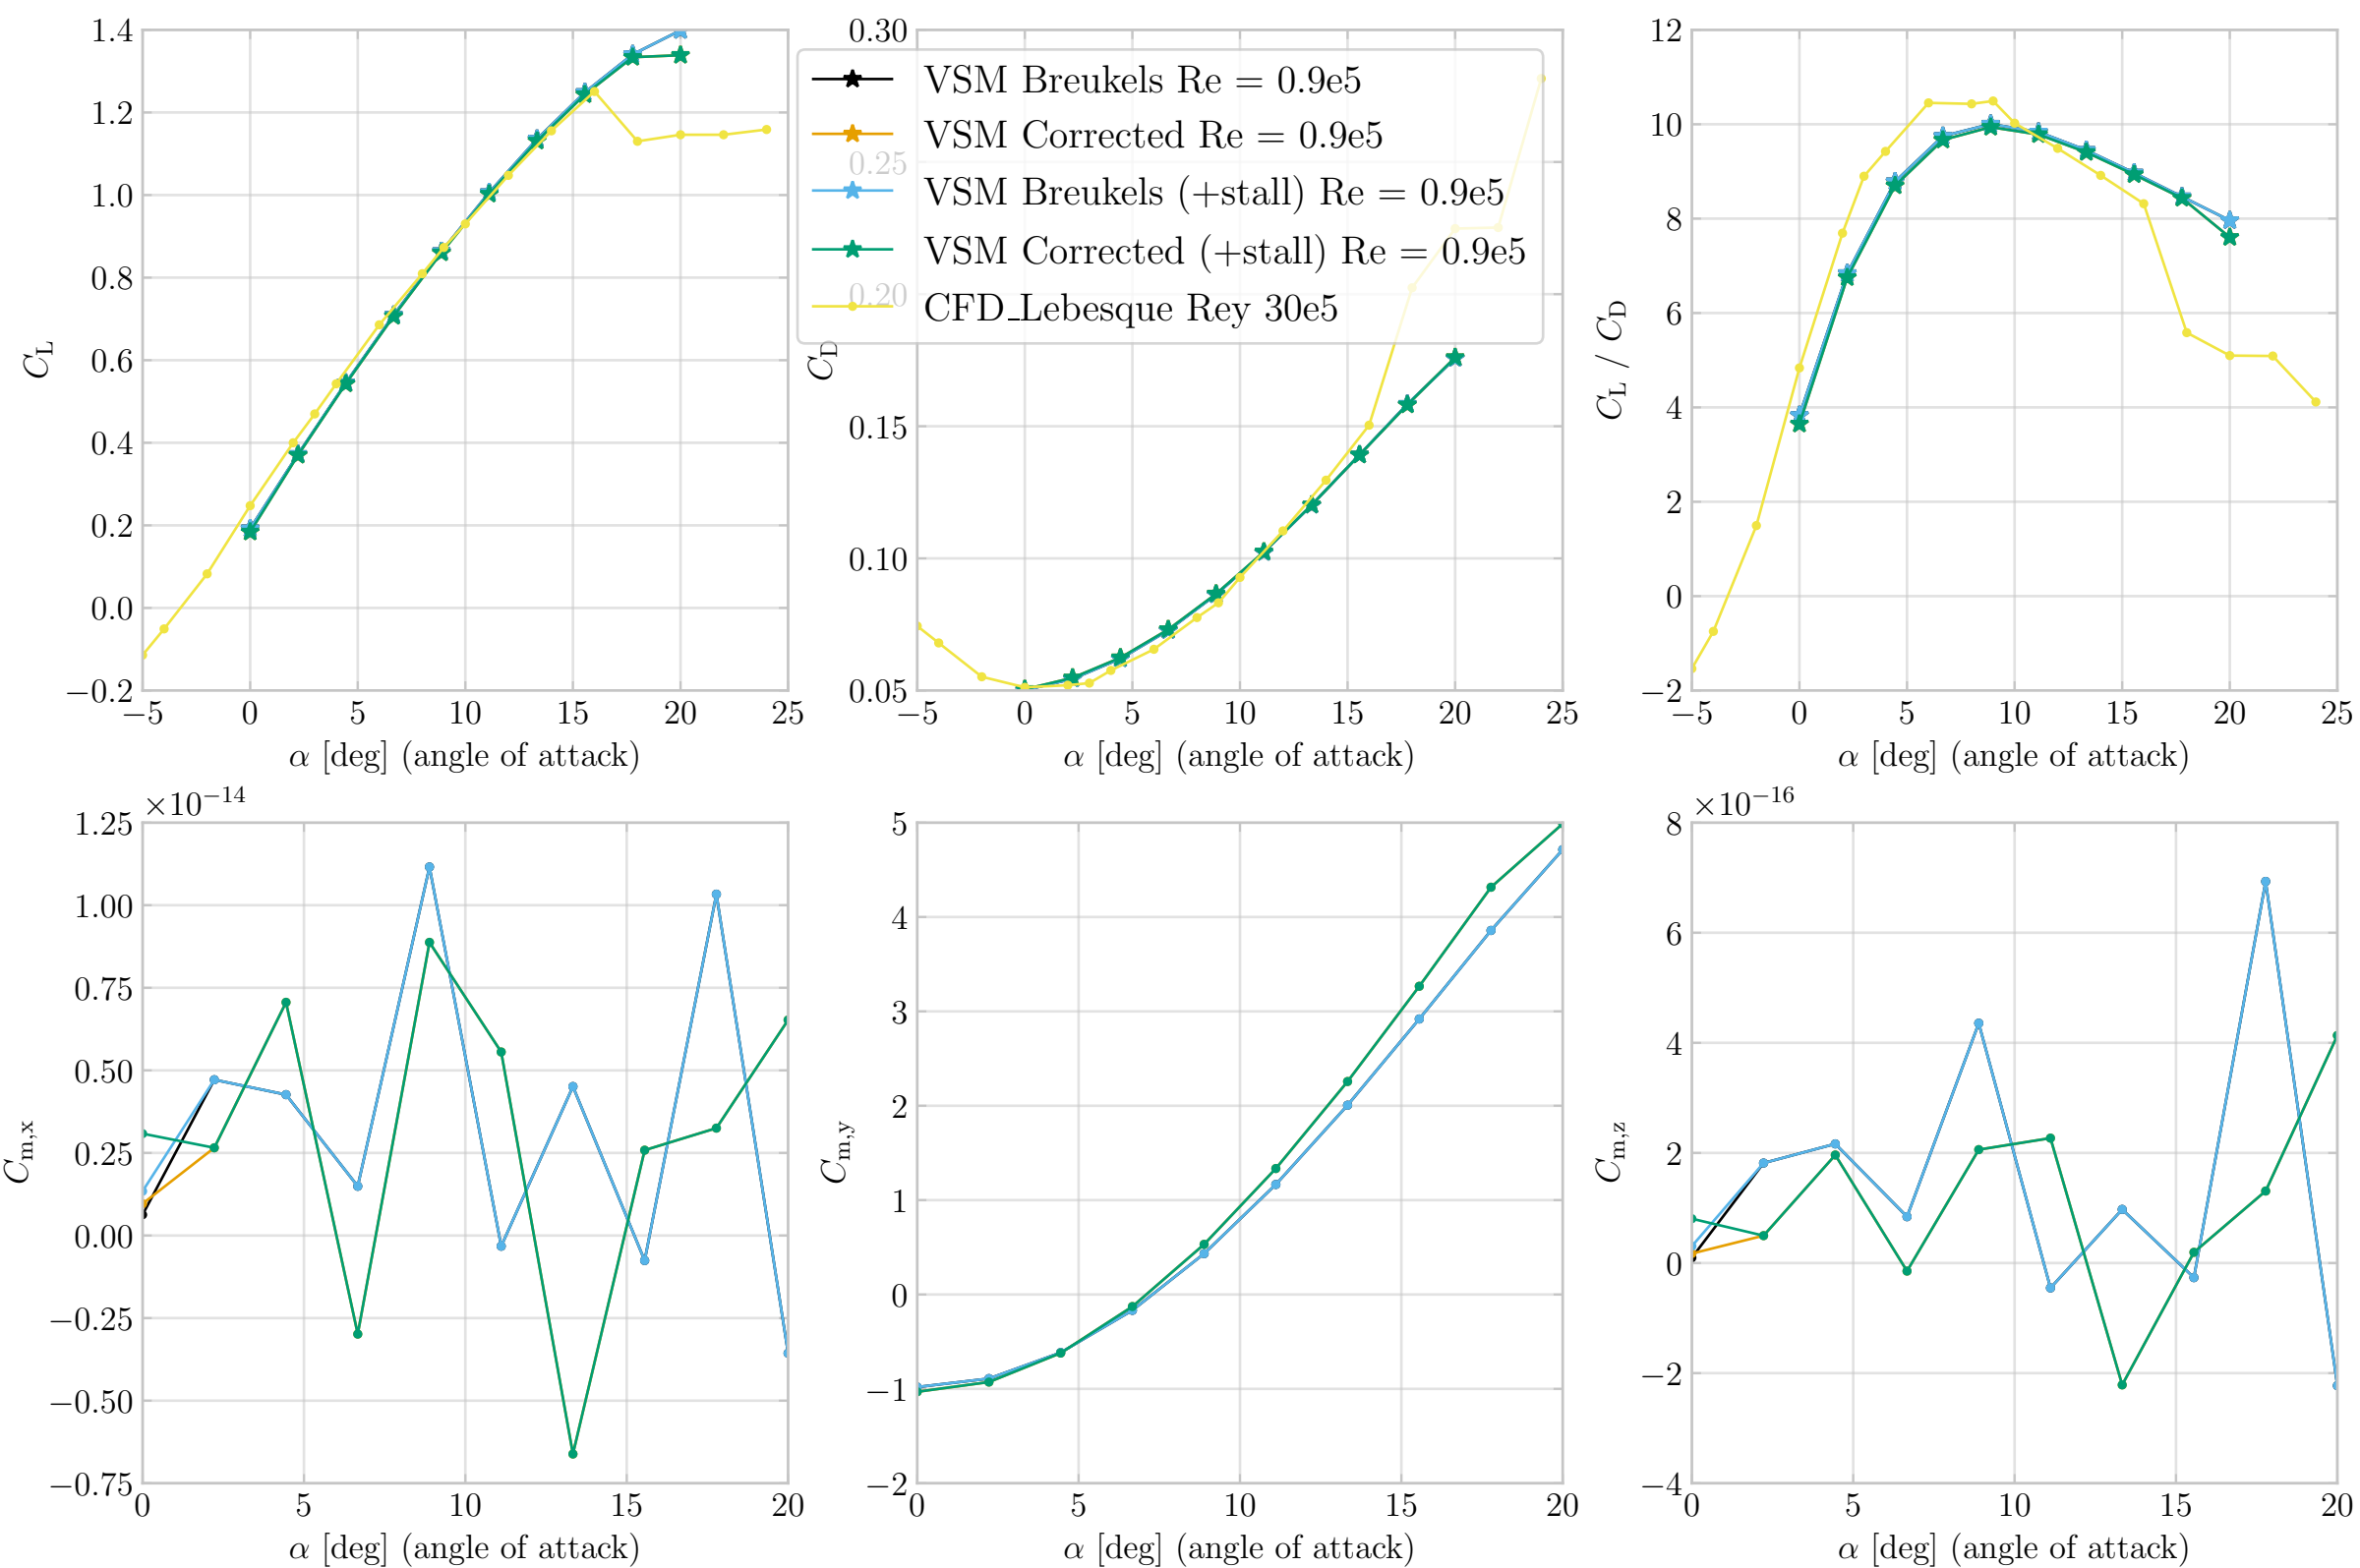 1.4
1.2
1.0
0.8
0.6
0.4
0.2
0.0
−0.2
−5 0 5 10 15 20 25
C_L
α [deg] (angle of attack)
0.30
0.25
0.20
0.15
0.10
0.05
−5 0 5 10 15 20 25
C_D
α [deg] (angle of attack)
VSM Breukels Re = 0.9e5
VSM Corrected Re = 0.9e5
VSM Breukels (+stall) Re = 0.9e5
VSM Corrected (+stall) Re = 0.9e5
CFD_Lebesque Rey 30e5
12
10
8
6
4
2
0
−2
−5 0 5 10 15 20 25
C_L / C_D
α [deg] (angle of attack)
×10⁻¹⁴
1.25
1.00
0.75
0.50
0.25
0.00
−0.25
−0.50
−0.75
0 5 10 15 20
C_m,x
α [deg] (angle of attack)
5
4
3
2
1
0
−1
−2
0 5 10 15 20
C_m,y
α [deg] (angle of attack)
×10⁻¹⁶
8
6
4
2
0
−2
−4
0 5 10 15 20
C_m,z
α [deg] (angle of attack)